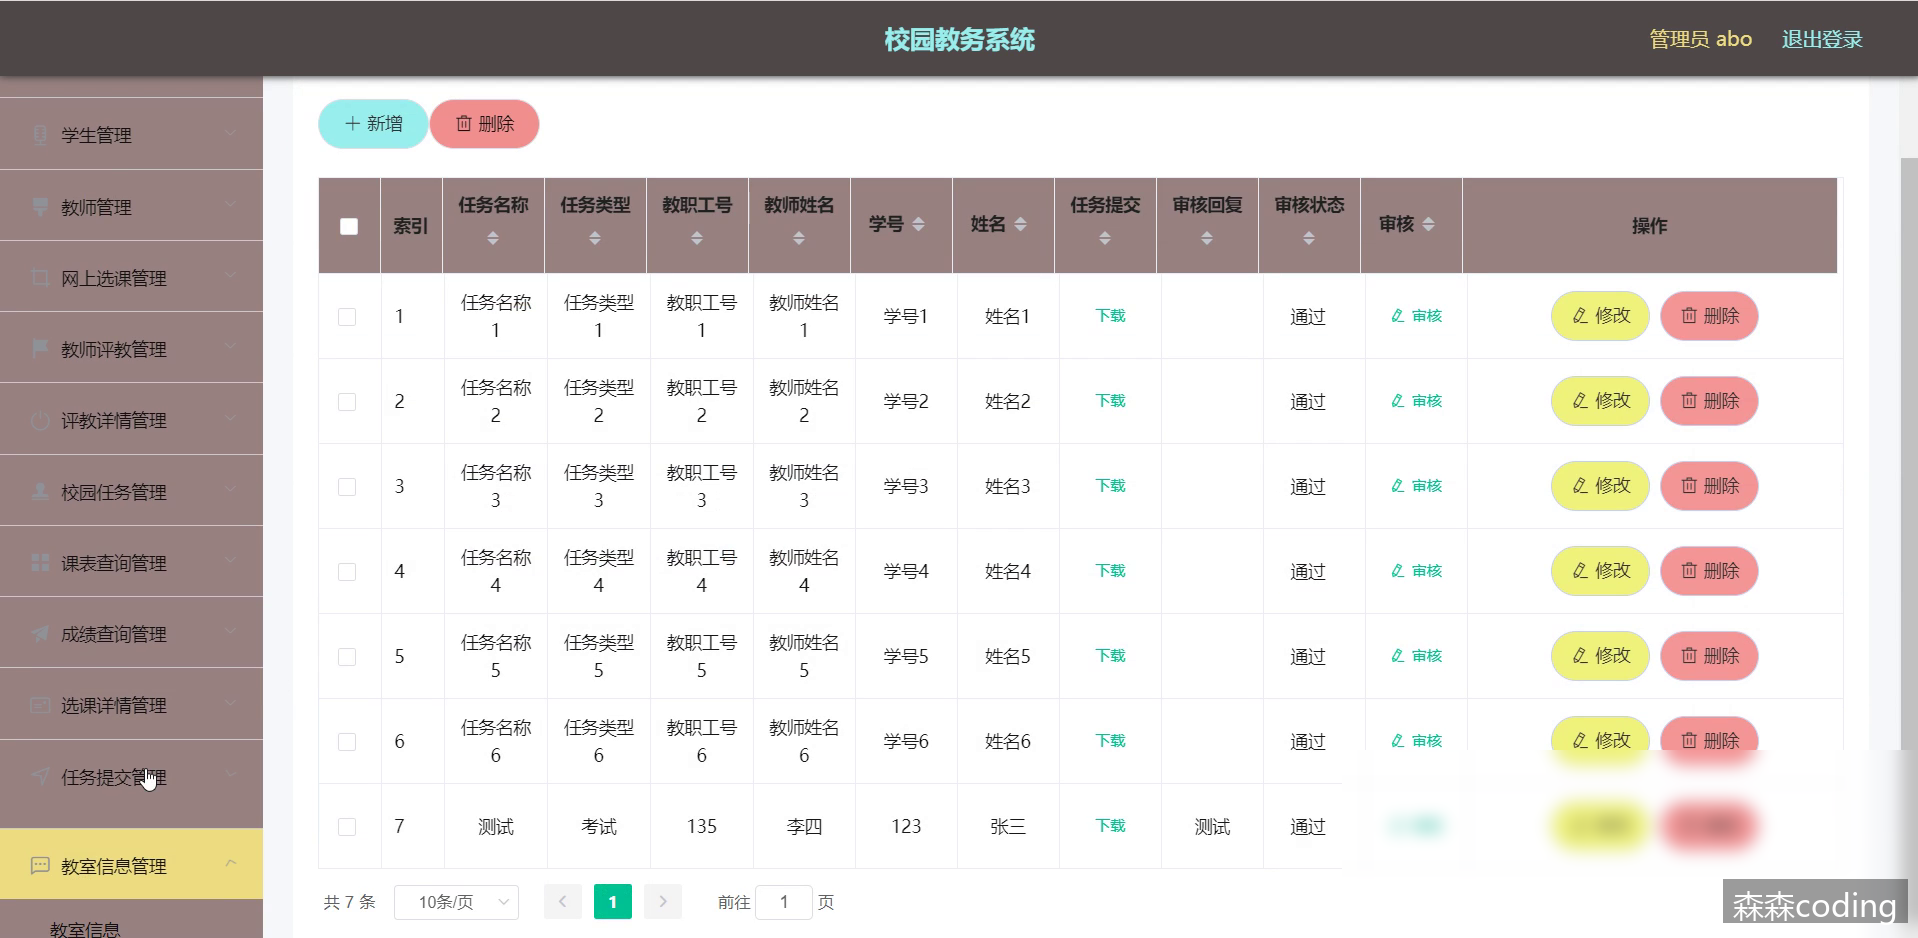 校园教务系统
管理员 abo
退出登录
学生管理
教师管理
网上选课管理
教师评教管理
评教详情管理
校园任务管理
课表查询管理
成绩查询管理
选课详情管理
任务提交管理
教室信息管理
教室信息
新增 删除
索引 任务名称 任务类型 教职工号 教师姓名 学号 姓名 任务提交 审核回复 审核状态 审核 操作
1 任务名称1 任务类型1 教职工号1 教师姓名1 学号1 姓名1 下载 通过 审核 修改 删除
2 任务名称2 任务类型2 教职工号2 教师姓名2 学号2 姓名2 下载 通过 审核 修改 删除
3 任务名称3 任务类型3 教职工号3 教师姓名3 学号3 姓名3 下载 通过 审核 修改 删除
4 任务名称4 任务类型4 教职工号4 教师姓名4 学号4 姓名4 下载 通过 审核 修改 删除
5 任务名称5 任务类型5 教职工号5 教师姓名5 学号5 姓名5 下载 通过 审核 修改 删除
6 任务名称6 任务类型6 教职工号6 教师姓名6 学号6 姓名6 下载 通过 审核 修改 删除
7 测试 考试 135 李四 123 张三 下载 测试 通过
共 7 条 10条/页 1 前往 1 页
森森coding